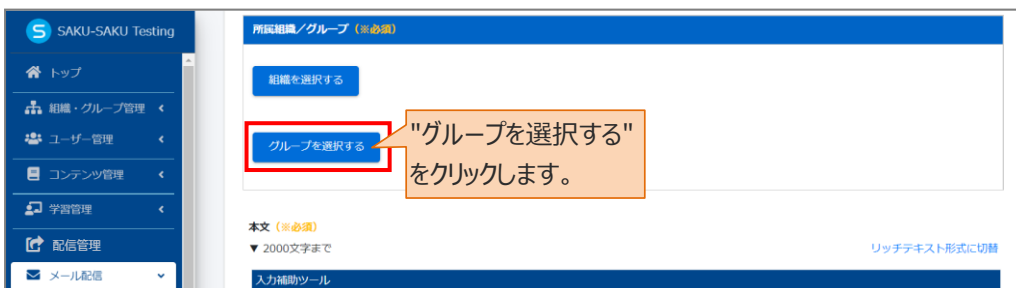 SAKU-SAKU Testing
トップ
組織・グループ管理
ユーザー管理
コンテンツ管理
学習管理
配信管理
メール配信
所属組織／グループ（※必須）
組織を選択する
グループを選択する
"グループを選択する"
をクリックします。
本文（※必須）
▼ 2000文字まで
リッチテキスト形式に切替
入力補助ツール